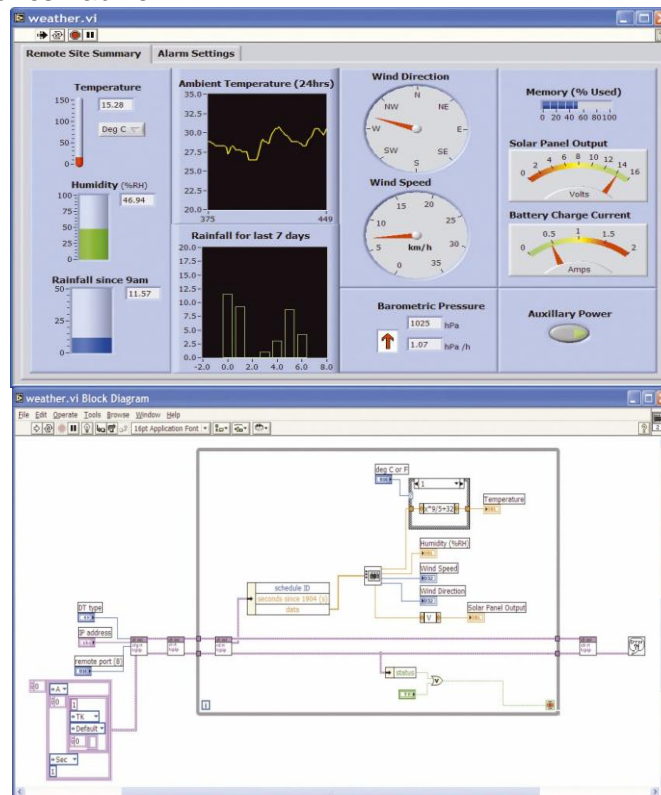 weather.vi
Remote Site Summary
Alarm Settings
Temperature
150-
100-
50-
0-
15.28
Deg C
Humidity (%RH)
100-
75-
50-
25-
0-
46.94
Rainfall since 9am
50-
25-
0-
11.57
Ambient Temperature (24hrs)
35.0-
32.5-
30.0-
27.5-
25.0-
22.5-
20.0-
375
449
Rainfall for last 7 days
20.0-
17.5-
15.0-
12.5-
10.0-
7.5-
5.0-
2.5-
0.0-
-2.0 0.0 2.0 4.0 6.0 8.0
Wind Direction
N
NW NE
W E
SW SE
S
Wind Speed
15 20
10 25
5 km/h 30
0 35
Barometric Pressure
1025 hPa
1.07 hPa /h
Memory (% Used)
0 20 40 60 80 100
Solar Panel Output
0 2 4 6 8 10 12 14 16
Volts
Battery Charge Current
0 0.5 1 1.5 2
Amps
Auxillary Power
weather.vi Block Diagram
File Edit Operate Tools Browse Window Help
16pt Application Font
deg C or F
1
x*9/5+32
Temperature
Humidity (%RH)
Wind Speed
Wind Direction
Solar Panel Output
V
schedule ID
seconds since 1904 (s)
data
DT type
IP address
remote port (8)
status
0
A
0
1
TK
Default
0
Sec
1
i